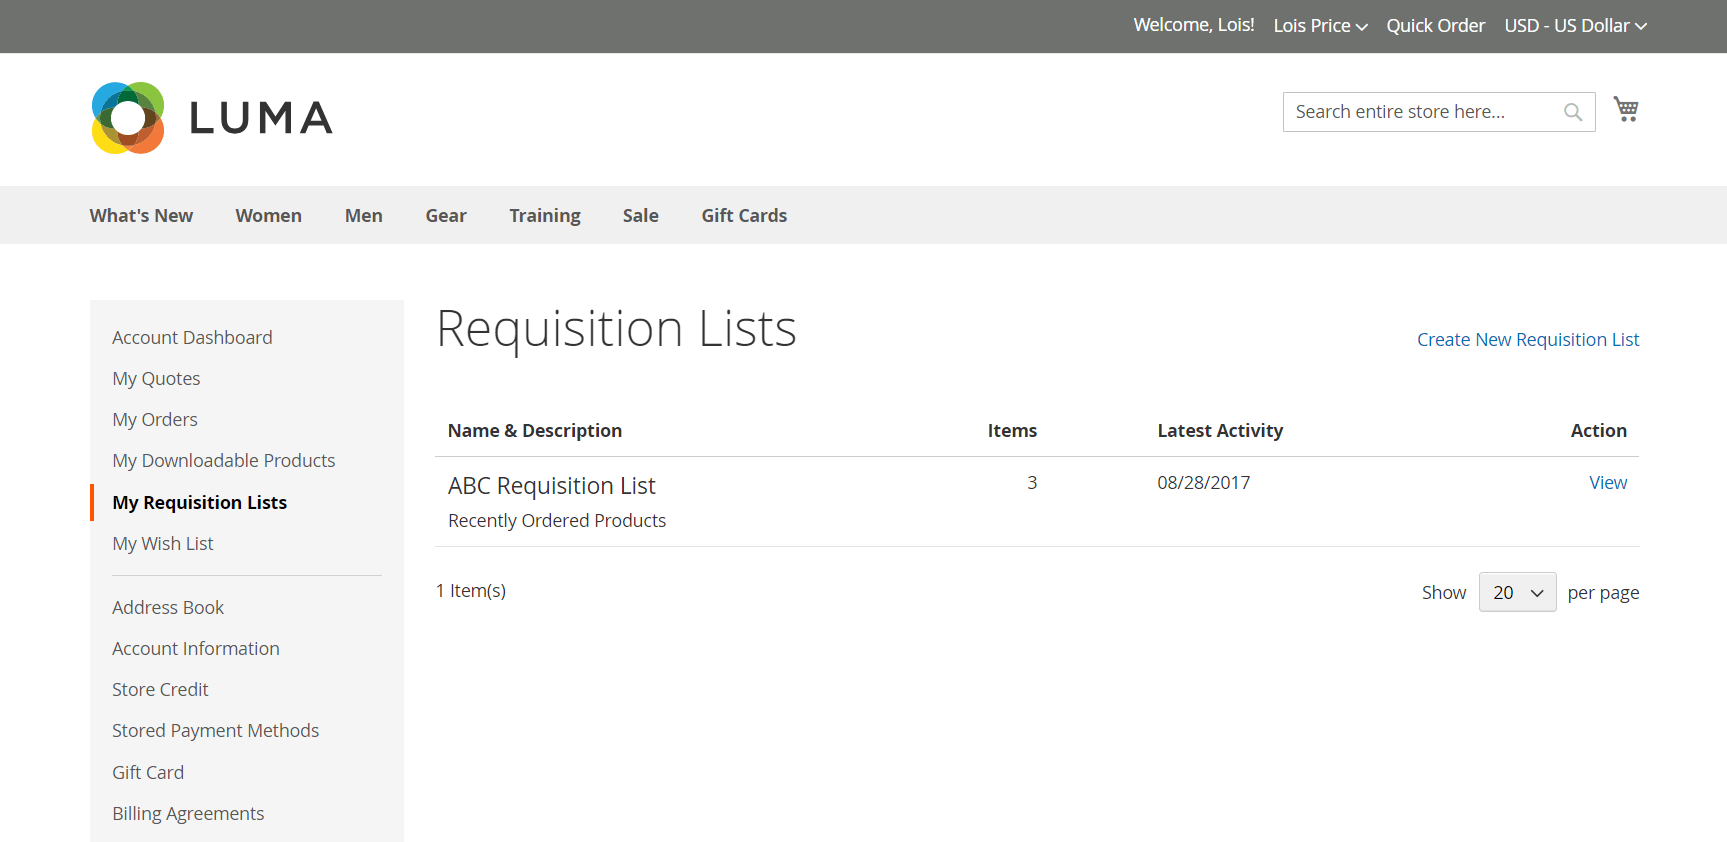 Welcome, Lois! Lois Price Quick Order USD - US Dollar
LUMA
Search entire store here...
What's New Women Men Gear Training Sale Gift Cards
Account Dashboard
My Quotes
My Orders
My Downloadable Products
My Requisition Lists
My Wish List
Address Book
Account Information
Store Credit
Stored Payment Methods
Gift Card
Billing Agreements
Requisition Lists
Create New Requisition List
Name & Description Items Latest Activity Action
ABC Requisition List 3 08/28/2017 View
Recently Ordered Products
1 Item(s)
Show 20 per page